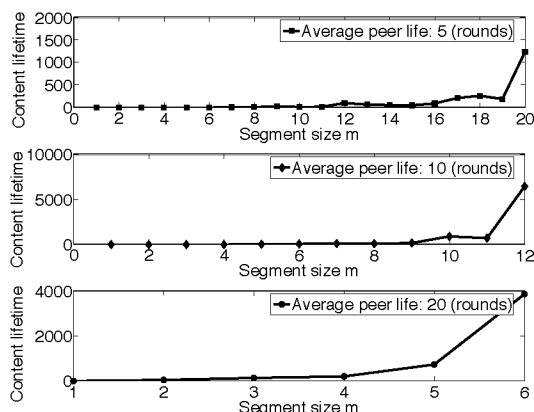 Content lifetime
2000
1500
1000
500
0
Average peer life: 5 (rounds)
0 2 4 6 8 10 12 14 16 18 20
Segment size m
Content lifetime
10000
5000
0
Average peer life: 10 (rounds)
0 2 4 6 8 10 12
Segment size m
Content lifetime
4000
2000
0
Average peer life: 20 (rounds)
1 2 3 4 5 6
Segment size m